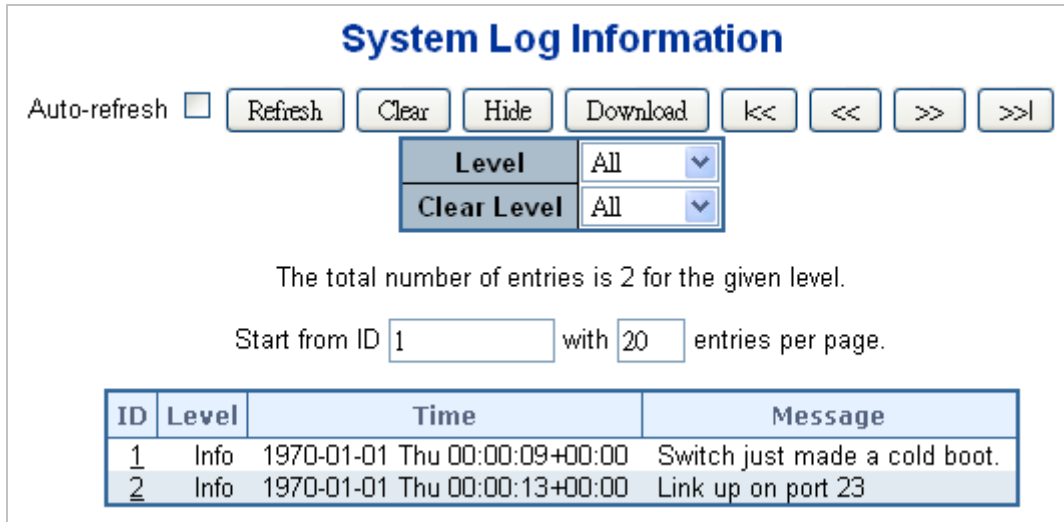 System Log Information
Auto-refresh Refresh Clear Hide Download |<< << >> >>|
Level All
Clear Level All
The total number of entries is 2 for the given level.
Start from ID 1 with 20 entries per page.
ID Level Time Message
1 Info 1970-01-01 Thu 00:00:09+00:00 Switch just made a cold boot.
2 Info 1970-01-01 Thu 00:00:13+00:00 Link up on port 23